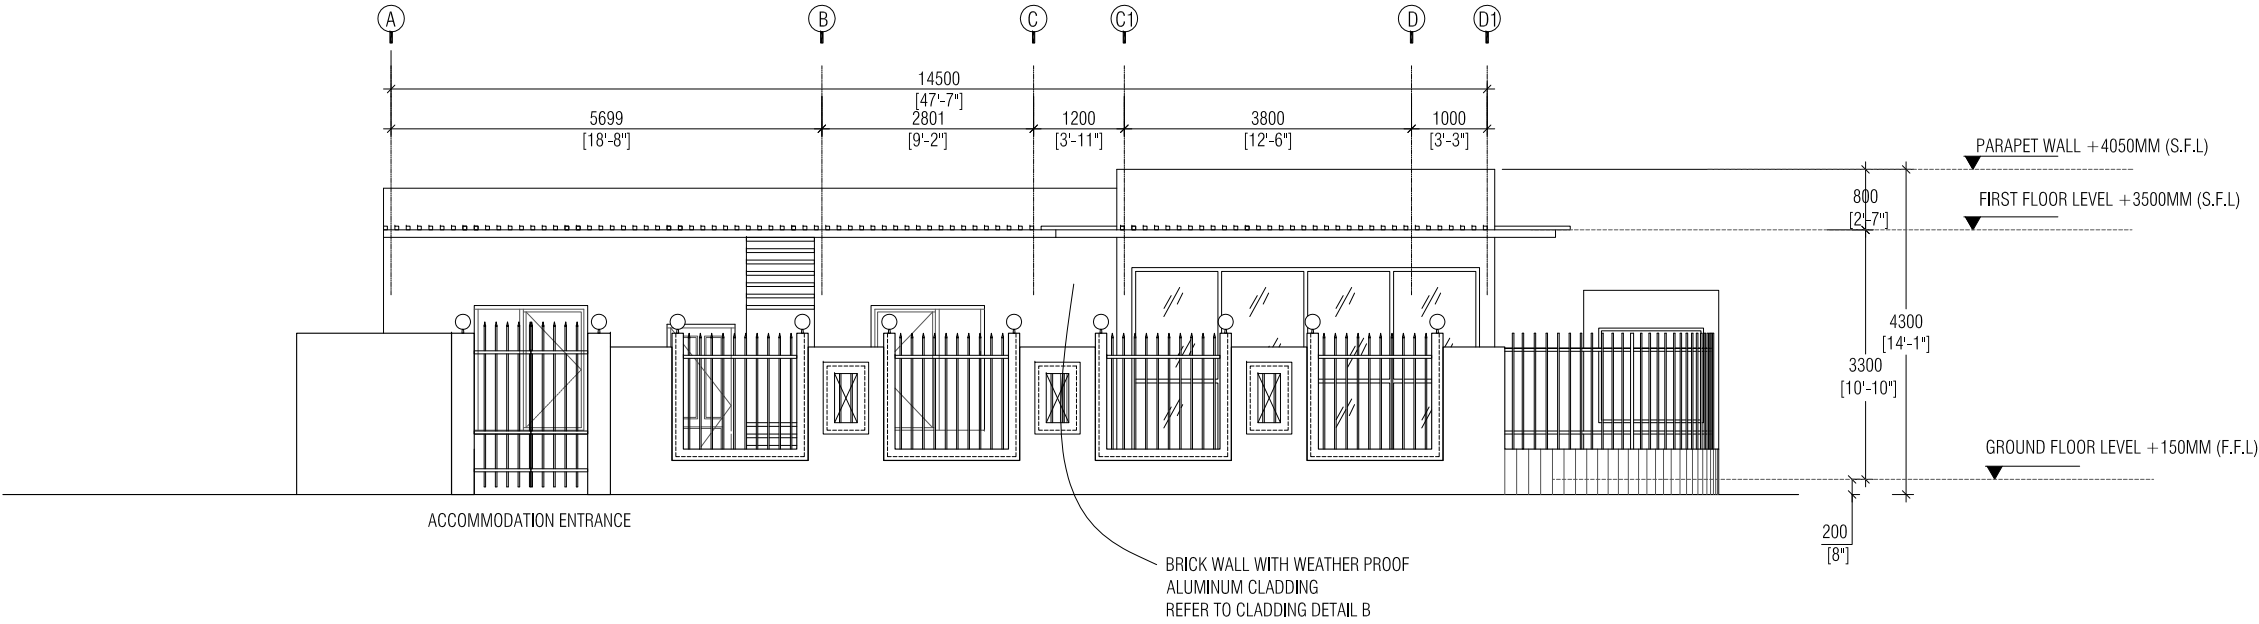 A
B
C
C1
D
D1
14500
[47'-7"]
5699
[18'-8"]
2801
[9'-2"]
1200
[3'-11"]
3800
[12'-6"]
1000
[3'-3"]
PARAPET WALL +4050MM (S.F.L)
800
[2'-7"]
FIRST FLOOR LEVEL +3500MM (S.F.L)
4300
[14'-1"]
3300
[10'-10"]
GROUND FLOOR LEVEL +150MM (F.F.L)
200
[8"]
ACCOMMODATION ENTRANCE
BRICK WALL WITH WEATHER PROOF
ALUMINUM CLADDING
REFER TO CLADDING DETAIL B